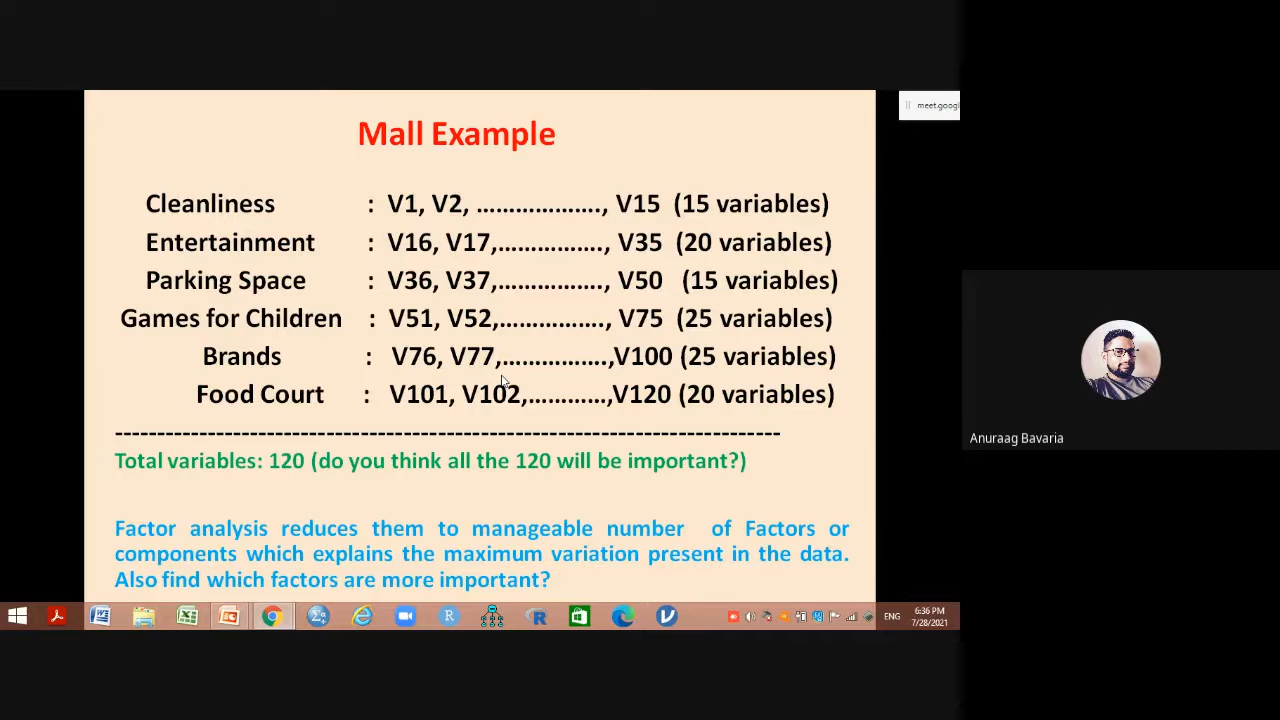 Mall Example
meet.googl
Cleanliness : V1, V2, ……………….., V15 (15 variables)
Entertainment : V16, V17,……………., V35 (20 variables)
Parking Space : V36, V37,……………., V50 (15 variables)
Games for Children : V51, V52,……………., V75 (25 variables)
Brands : V76, V77,…………….,V100 (25 variables)
Food Court : V101, V102,…………,V120 (20 variables)
-------------------------------------------------------------------------------
Total variables: 120 (do you think all the 120 will be important?)
Factor analysis reduces them to manageable number of Factors or
components which explains the maximum variation present in the data.
Also find which factors are more important?
Anuraag Bavaria
ENG
6:36 PM
7/28/2021